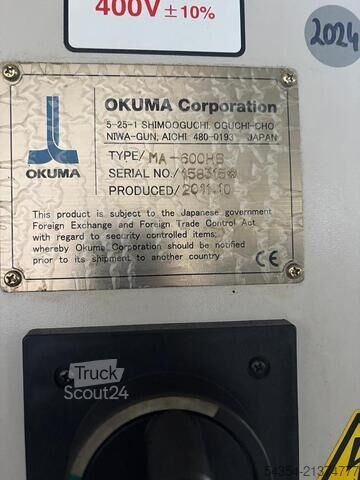 400V ± 10%
2024
OKUMA Corporation
5-25-1 SHIMOOGUCHI, OGUCHI-CHO
NIWA-GUN, AICHI 480-0193 JAPAN
OKUMA
TYPE/ MA-600HB
SERIAL NO./
PRODUCED/ 2011.10
This product is subject to the Japanese government
Foreign Exchange and Foreign Trade Control Act
with regard to security controlled items;
whereby Okuma Corporation should be notified
prior to its shipment to another country.
CE
Truck
Scout24
54354-21374777